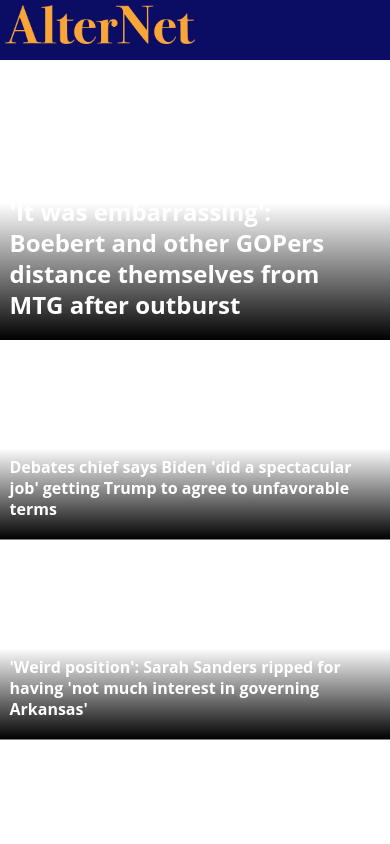 AlterNet
'It was embarrassing':
Boebert and other GOPers
distance themselves from
MTG after outburst
Debates chief says Biden 'did a spectacular
job' getting Trump to agree to unfavorable
terms
'Weird position': Sarah Sanders ripped for
having 'not much interest in governing
Arkansas'